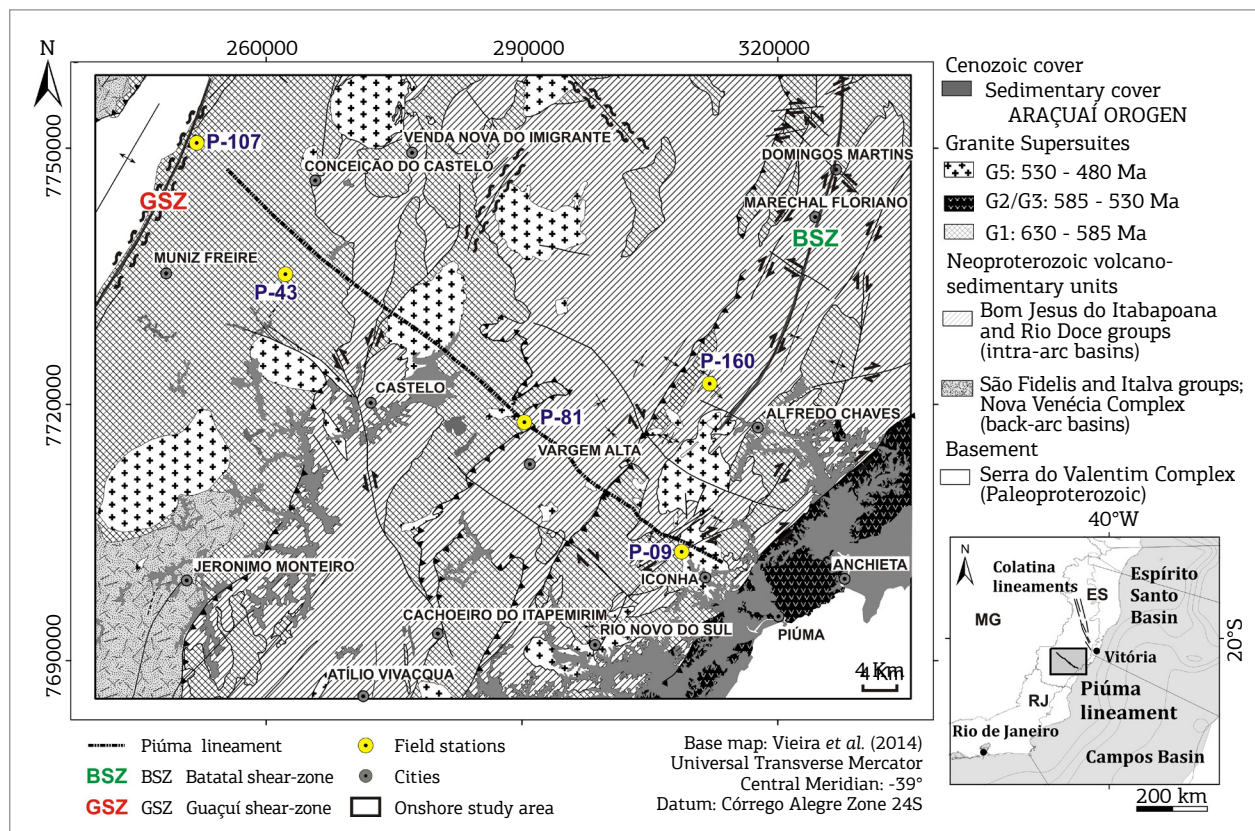 N
260000
290000
320000
7750000
7720000
7690000
P-107
VENDA NOVA DO IMIGRANTE
CONCEIÇÃO DO CASTELO
DOMINGOS MARTINS
MARECHAL FLORIANO
GSZ
BSZ
MUNIZ FREIRE
P-43
P-160
CASTELO
P-81
ALFREDO CHAVES
VARGEM ALTA
P-09
JERONIMO MONTEIRO
ICONHA
ANCHIETA
CACHOEIRO DO ITAPEMIRIM
RIO NOVO DO SUL
PIÚMA
ATÍLIO VIVACQUA
4 Km
Cenozoic cover
Sedimentary cover
ARAÇUAÍ OROGEN
Granite Supersuites
G5: 530 - 480 Ma
G2/G3: 585 - 530 Ma
G1: 630 - 585 Ma
Neoproterozoic volcano-
sedimentary units
Bom Jesus do Itabapoana
and Rio Doce groups
(intra-arc basins)
São Fidelis and Italva groups;
Nova Venécia Complex
(back-arc basins)
Basement
Serra do Valentim Complex
(Paleoproterozoic)
40°W
N
Colatina
lineaments
ES
Espírito
Santo
Basin
MG
20°S
Vitória
Piúma
lineament
RJ
Rio de Janeiro
Campos Basin
200 km
Piúma lineament
BSZ BSZ Batatal shear-zone
GSZ GSZ Guaçuí shear-zone
Field stations
Cities
Onshore study area
Base map: Vieira et al. (2014)
Universal Transverse Mercator
Central Meridian: -39°
Datum: Córrego Alegre Zone 24S